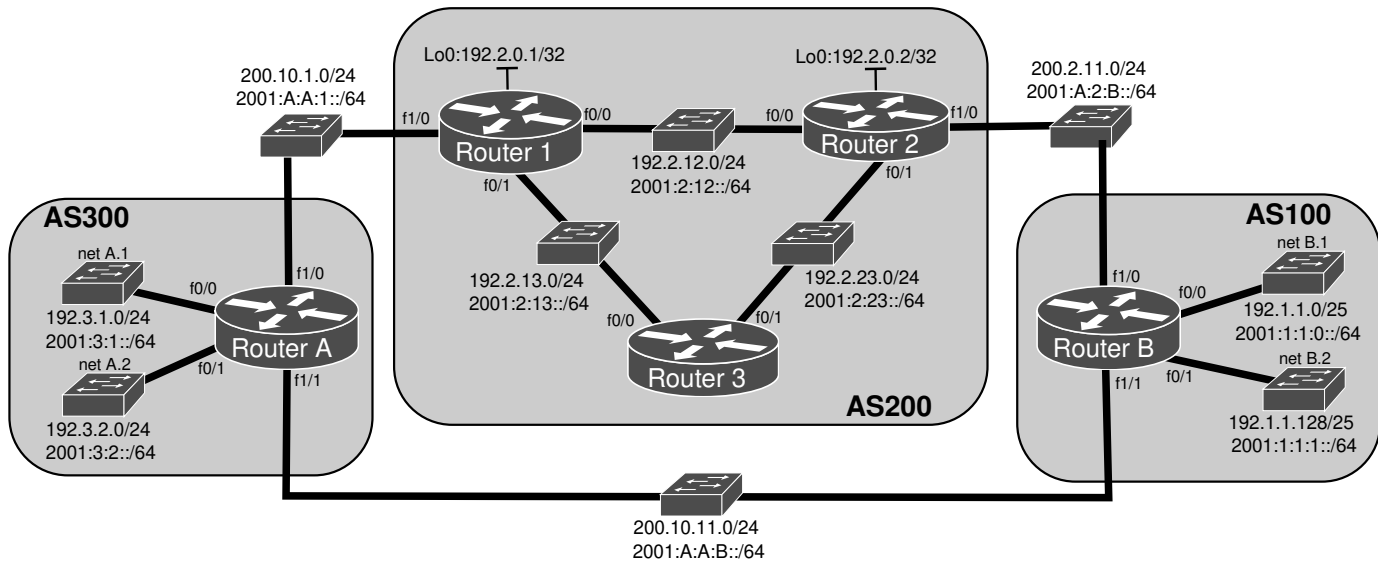 Lo0:192.2.0.1/32
Lo0:192.2.0.2/32
200.10.1.0/24
2001:A:A:1::/64
200.2.11.0/24
2001:A:2:B::/64
f1/0
f0/0
f0/0
f1/0
Router 1
Router 2
192.2.12.0/24
2001:2:12::/64
f0/1
f0/1
AS300
AS100
net A.1
f0/0
192.3.1.0/24
2001:3:1::/64
net A.2
f0/1
192.3.2.0/24
2001:3:2::/64
f1/0
Router A
f1/1
192.2.13.0/24
2001:2:13::/64
192.2.23.0/24
2001:2:23::/64
f0/0
f0/1
Router 3
AS200
f1/0
Router B
f1/1
net B.1
f0/0
192.1.1.0/25
2001:1:1:0::/64
net B.2
f0/1
192.1.1.128/25
2001:1:1:1::/64
200.10.11.0/24
2001:A:A:B::/64